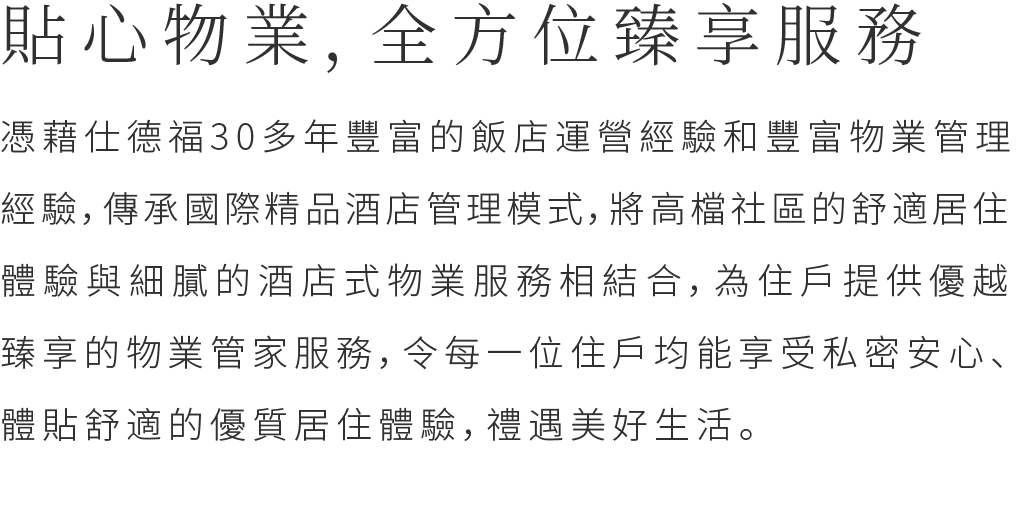 貼心物業，全方位臻享服務
憑藉仕德福30多年豐富的飯店運營經驗和豐富物業管理
經驗，傳承國際精品酒店管理模式，將高檔社區的舒適居住
體驗與細膩的酒店式物業服務相結合，為住戶提供優越
臻享的物業管家服務，令每一位住戶均能享受私密安心、
體貼舒適的優質居住體驗，禮遇美好生活。